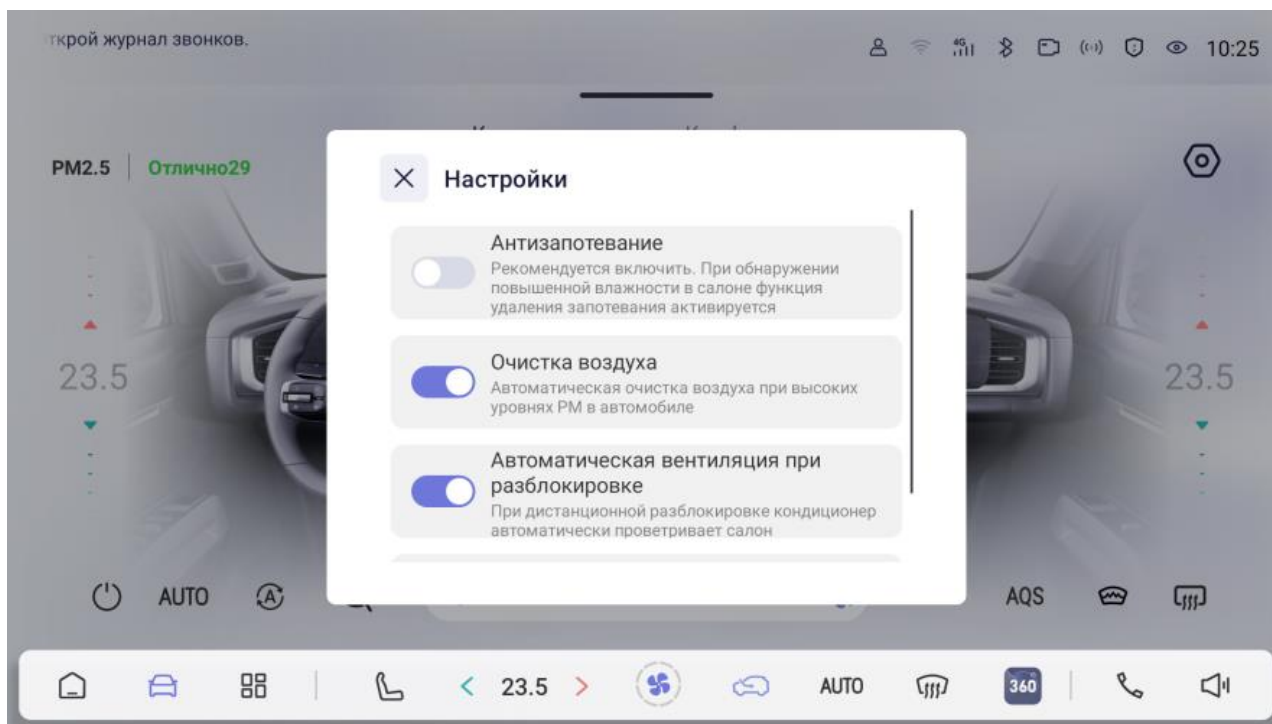 ткрой журнал звонков.
4G
10:25
PM2.5
Отлично29
Настройки
Антизапотевание
Рекомендуется включить. При обнаружении
повышенной влажности в салоне функция
удаления запотевания активируется
Очистка воздуха
Автоматическая очистка воздуха при высоких
уровнях PM в автомобиле
Автоматическая вентиляция при
разблокировке
При дистанционной разблокировке кондиционер
автоматически проветривает салон
23.5
23.5
AUTO
A
AQS
23.5
AUTO
360